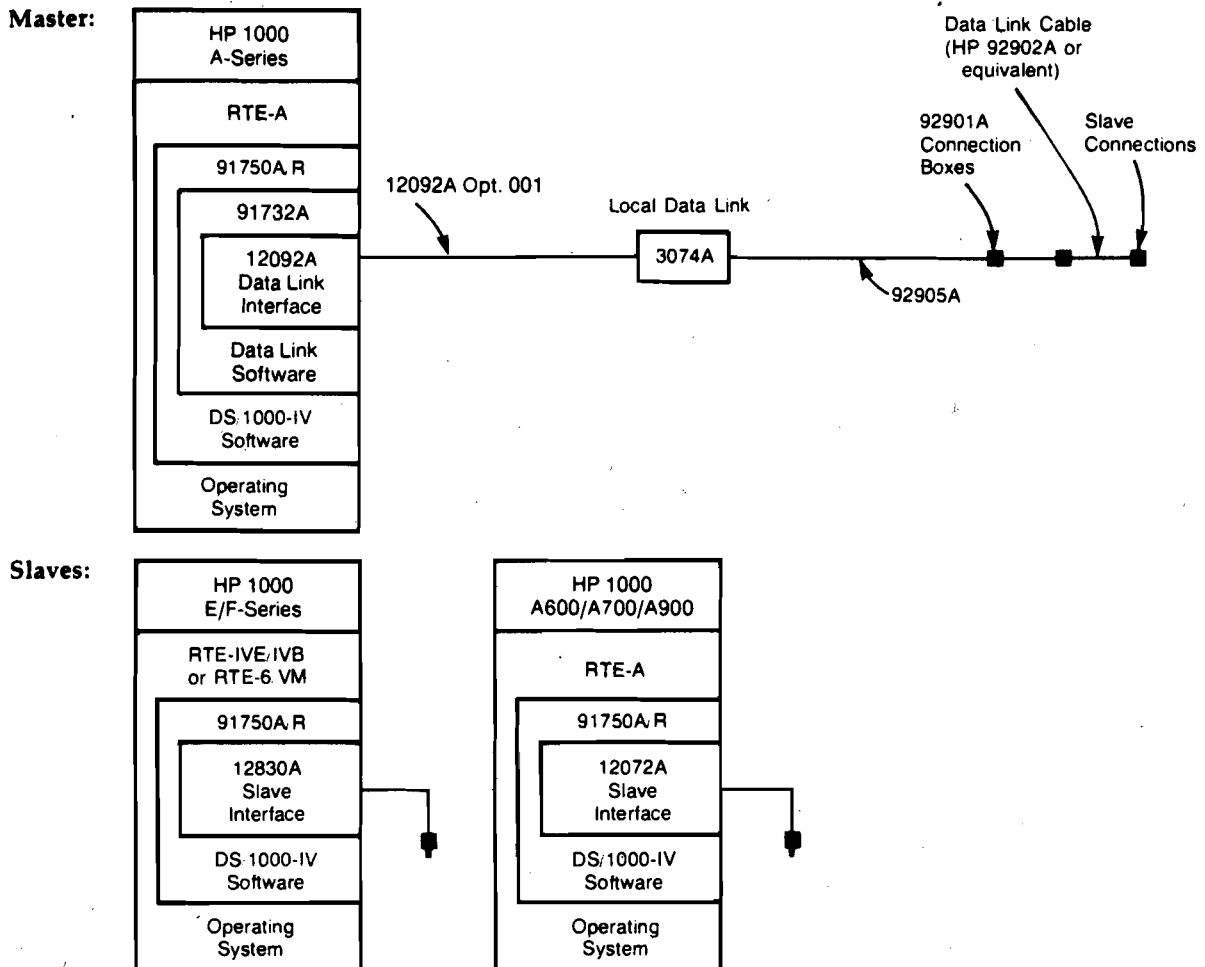 Master:
HP 1000
A-Series
RTE-A
91750A/R
91732A
12092A
Data Link
Interface
Data Link
Software
DS/1000-IV
Software
Operating
System
12092A Opt. 001
Local Data Link
3074A
92905A
92901A
Connection
Boxes
Data Link Cable
(HP 92902A or
equivalent)
Slave
Connections
Slaves:
HP 1000
E/F-Series
RTE-IVE/IVB
or RTE-6/VM
91750A/R
12830A
Slave
Interface
DS/1000-IV
Software
Operating
System
HP 1000
A600/A700/A900
RTE-A
91750A/R
12072A
Slave
Interface
DS/1000-IV
Software
Operating
System